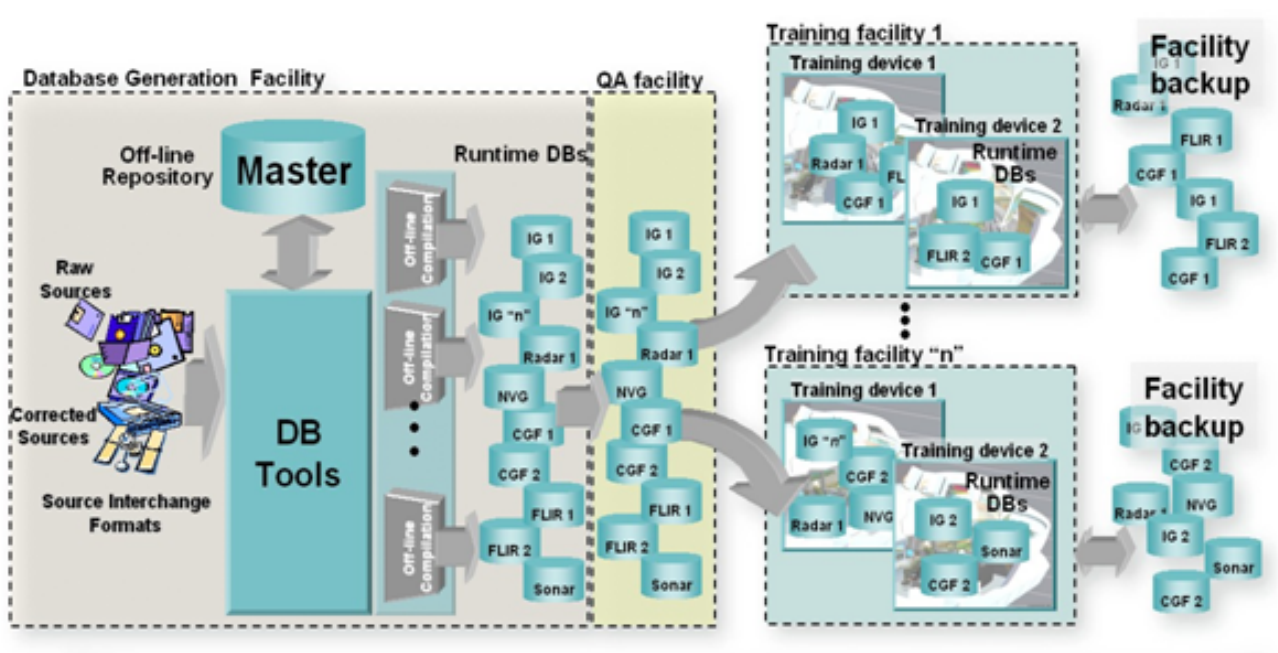 Database Generation Facility
QA facility
Off-line
Repository
Master
Runtime DBs
Raw
Sources
Corrected
Sources
Source Interchange
Formats
DB
Tools
Off-line
Compilation
Off-line
Compilation
Off-line
Compilation
IG 1
IG 2
IG "n"
Radar 1
NVG
CGF 1
CGF 2
FLIR 1
FLIR 2
Sonar
IG 1
IG 2
IG "n"
Radar 1
NVG
CGF 1
CGF 2
FLIR 1
FLIR 2
Sonar
Training facility 1
Training device 1
IG 1
Radar 1
FL
CGF 1
Training device 2
Runtime
DBs
IG 1
FLIR 2
CGF 1
Facility
backup
IG 1
Radar 1
FLIR 1
CGF 1
IG 1
FLIR 2
CGF 1
Training facility "n"
Training device 1
IG "n"
CGF 2
Radar 1
NVG
Training device 2
Runtime
DBs
IG 2
Sonar
CGF 2
Facility
backup
IG
CGF 2
Radar
NVG
IG 2
Sonar
CGF 2